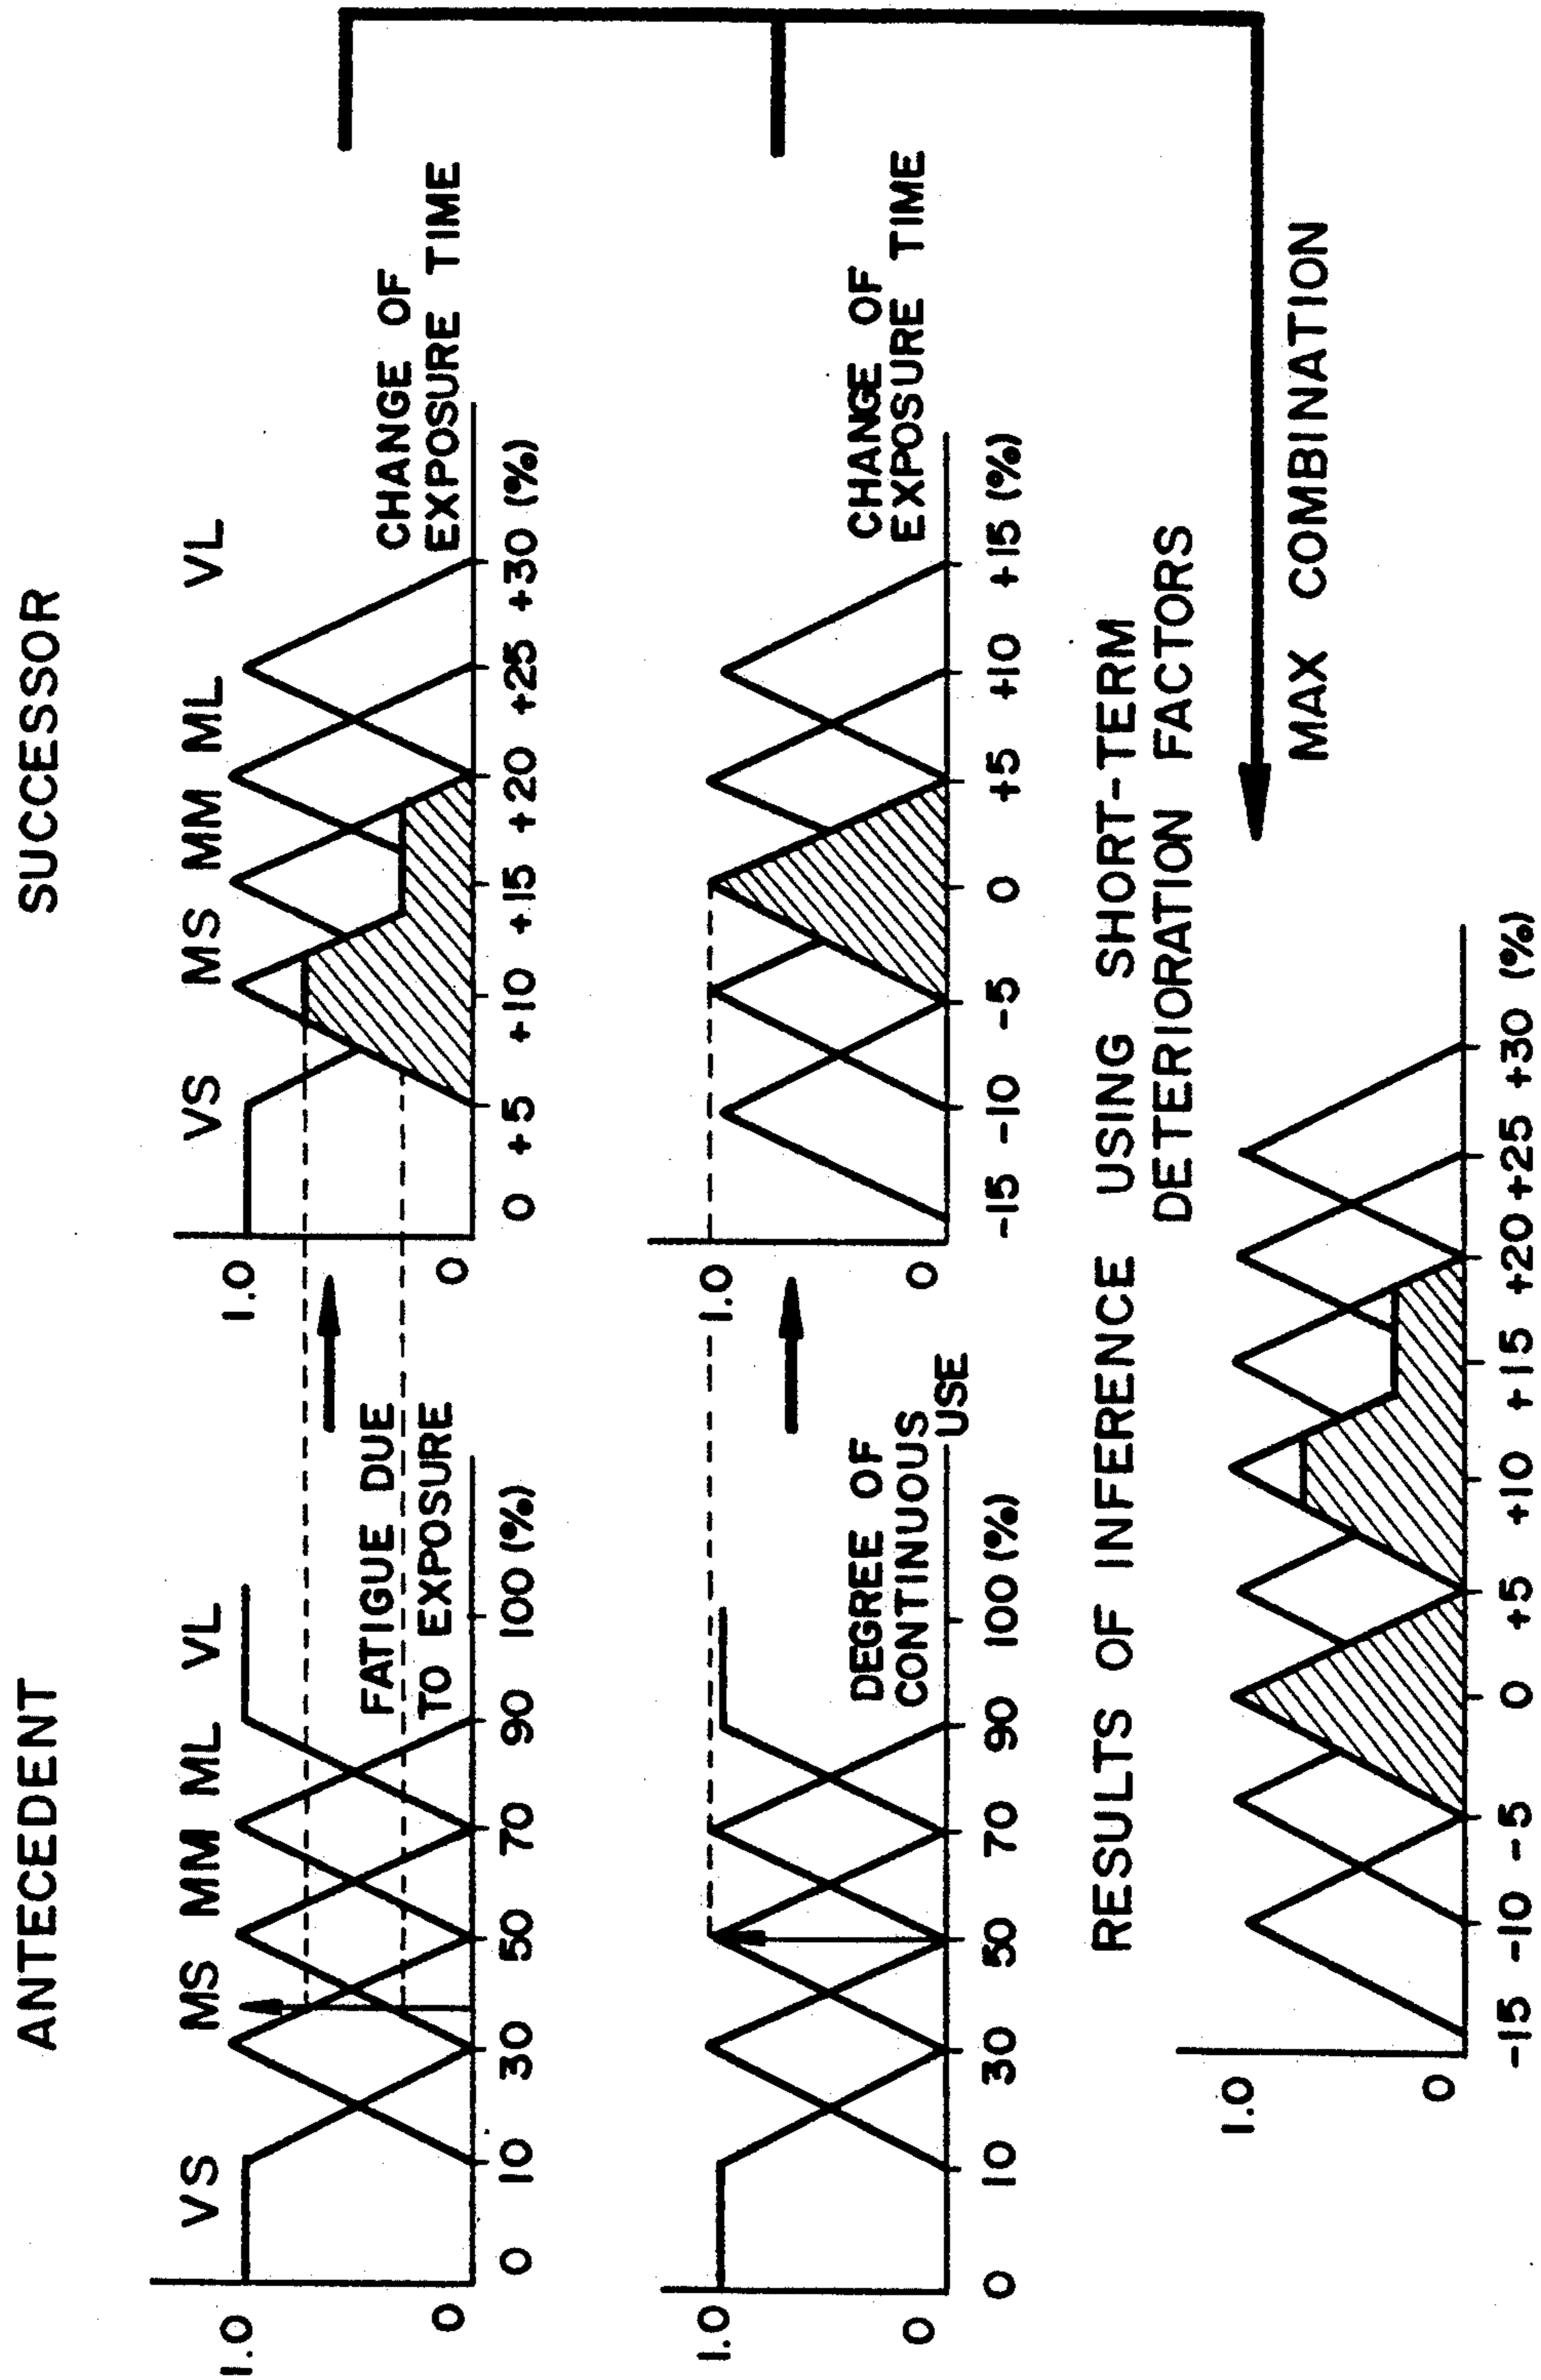 ANTECEDENT
SUCCESSOR
VS MS MM ML VL
1.0
0
0 10 30 50 70 90 100 (%)
FATIGUE DUE
TO EXPOSURE
VS MS MM ML VL
1.0
0
0 +5 +10 +15 +20 +25 +30 (%)
CHANGE OF
EXPOSURE TIME
1.0
0
0 10 30 50 70 90 100 (%)
DEGREE OF
CONTINUOUS
USE
1.0
0
-15 -10 -5 0 +5 +10 +15 (%)
CHANGE OF
EXPOSURE TIME
RESULTS OF INFERENCE USING SHORT-TERM
DETERIORATION FACTORS
1.0
0
-15 -10 -5 0 +5 +10 +15 +20 +25 +30 (%)
MAX COMBINATION